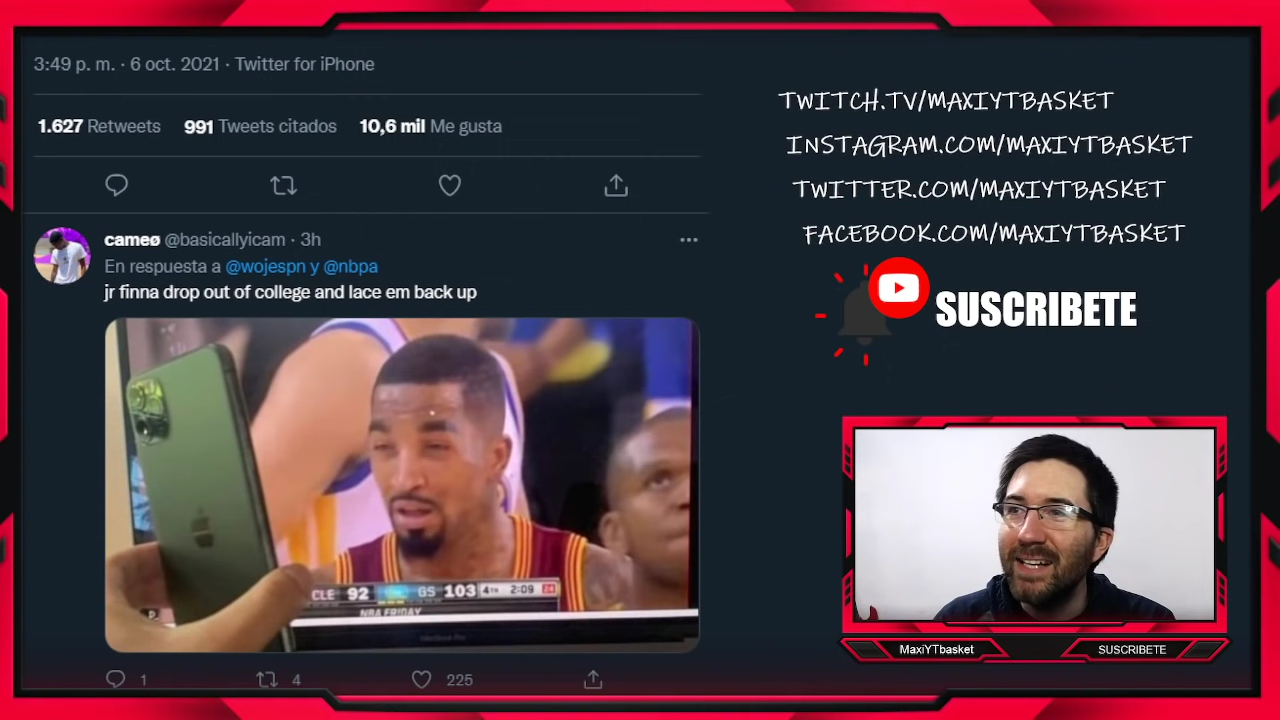 3:49 p. m. · 6 oct. 2021 · Twitter for iPhone
1.627 Retweets 991 Tweets citados 10,6 mil Me gusta
cameø @basicallyicam · 3h
En respuesta a @wojespn y @nbpa
jr finna drop out of college and lace em back up
CLE 92 GS 103 4TH 2:09 24
NBA FRIDAY
1 4 225
TWITCH.TV/MAXIYTBASKET
INSTAGRAM.COM/MAXIYTBASKET
TWITTER.COM/MAXIYTBASKET
FACEBOOK.COM/MAXIYTBASKET
SUSCRIBETE
MaxiYTbasket SUSCRIBETE